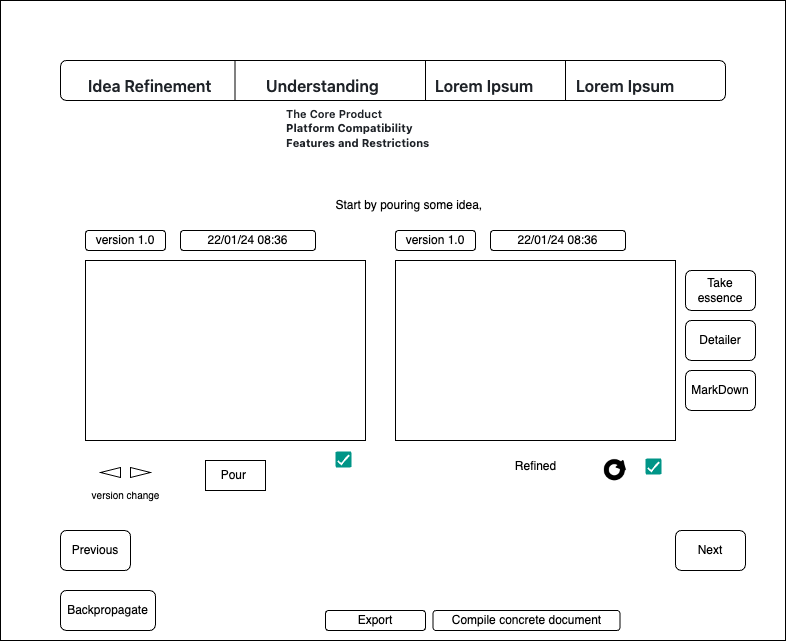 Idea Refinement
Understanding
Lorem Ipsum
Lorem Ipsum
The Core Product
Platform Compatibility
Features and Restrictions
Start by pouring some idea,
version 1.0
22/01/24 08:36
version 1.0
22/01/24 08:36
Take
essence
Detailer
MarkDown
version change
Pour
Refined
Previous
Next
Backpropagate
Export
Compile concrete document